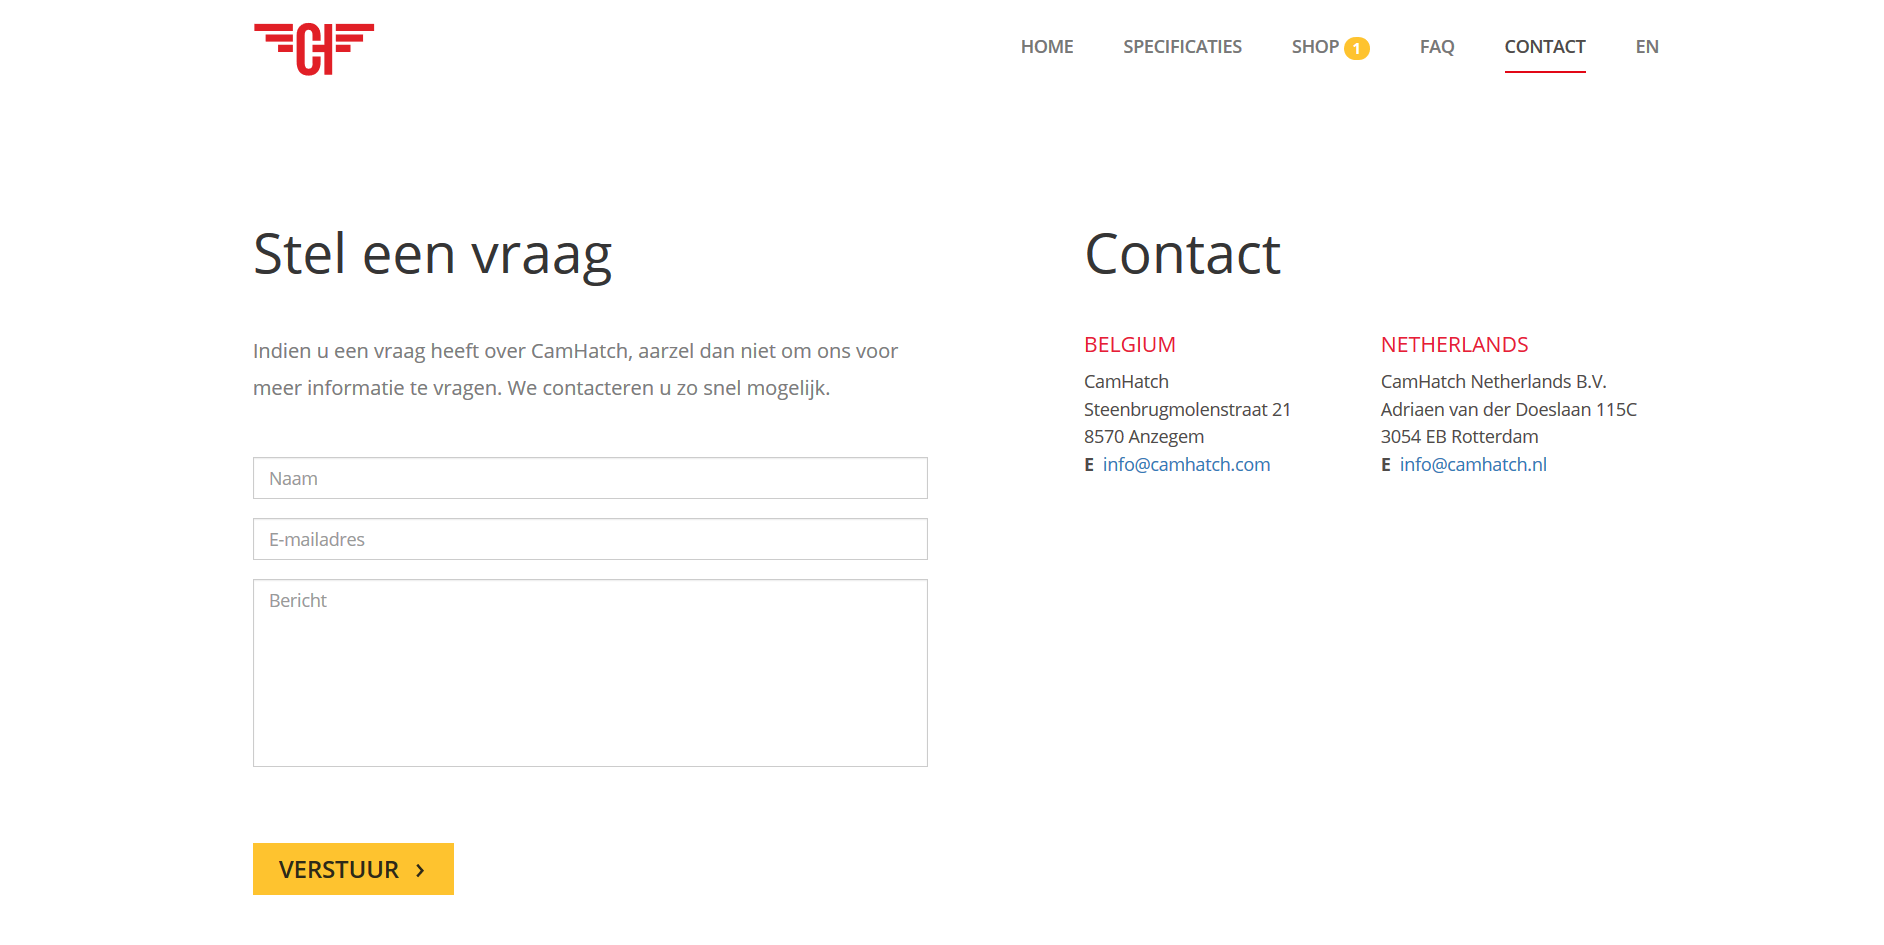 CH
HOME
SPECIFICATIES
SHOP 1
FAQ
CONTACT
EN
Stel een vraag
Indien u een vraag heeft over CamHatch, aarzel dan niet om ons voor
meer informatie te vragen. We contacteren u zo snel mogelijk.
Naam
E-mailadres
Bericht
VERSTUUR ›
Contact
BELGIUM
CamHatch
Steenbrugmolenstraat 21
8570 Anzegem
E info@camhatch.com
NETHERLANDS
CamHatch Netherlands B.V.
Adriaen van der Doeslaan 115C
3054 EB Rotterdam
E info@camhatch.nl